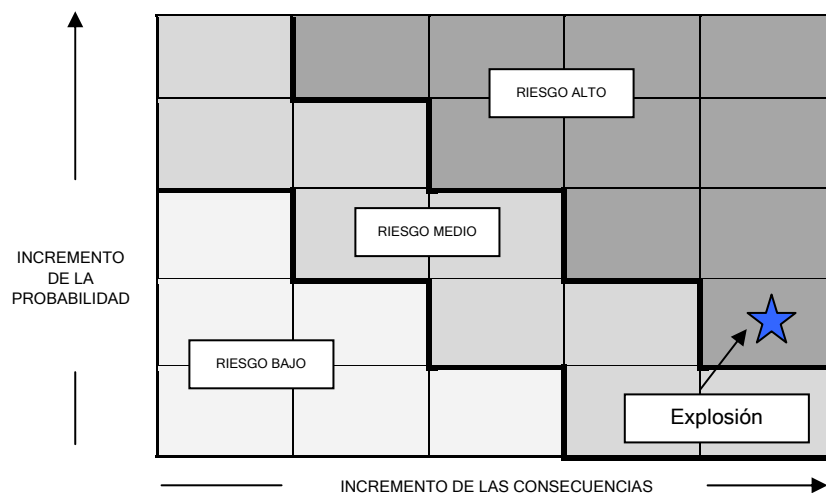 RIESGO ALTO
RIESGO MEDIO
INCREMENTO
DE LA
PROBABILIDAD
RIESGO BAJO
Explosión
INCREMENTO DE LAS CONSECUENCIAS